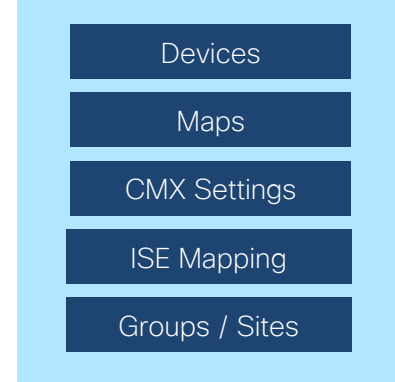 Devices
Maps
CMX Settings
ISE Mapping
Groups / Sites